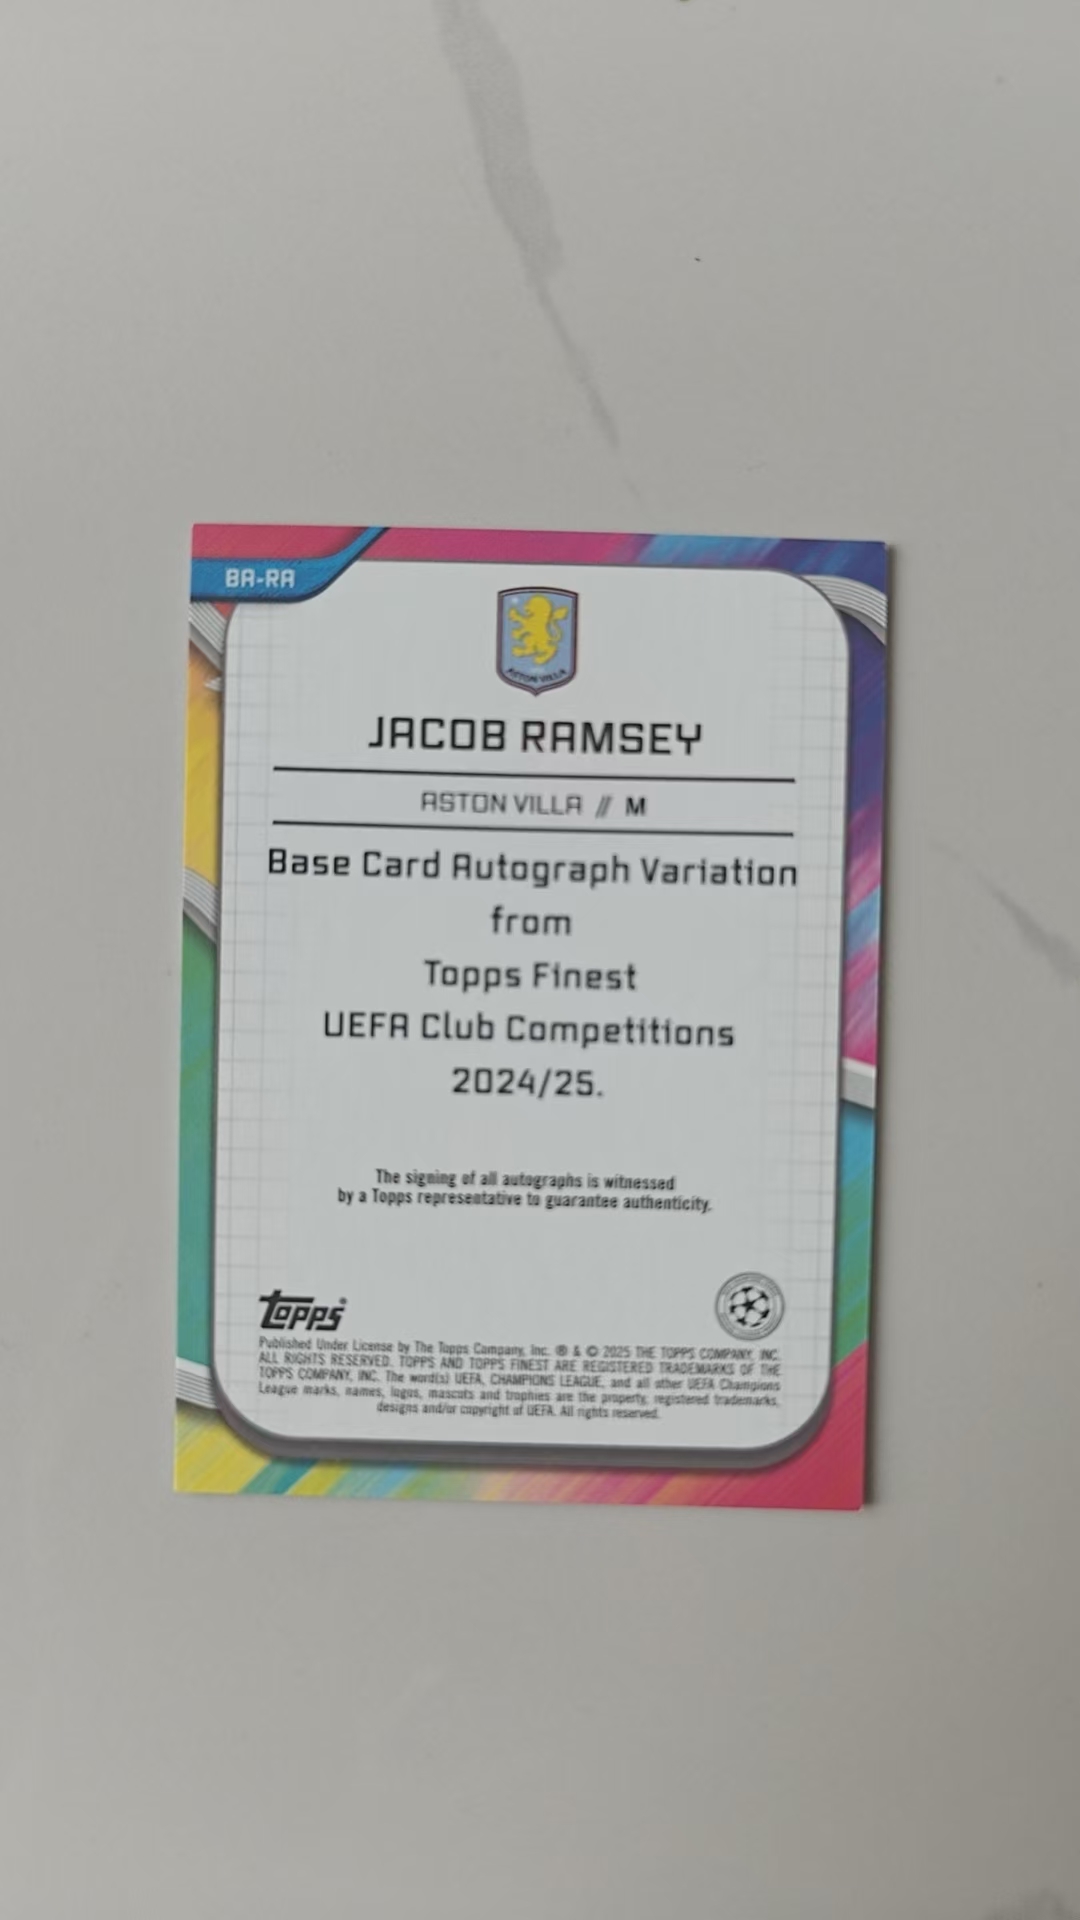 BA-RA
ASTON VILLA
JACOB RAMSEY
ASTON VILLA // M
Base Card Autograph Variation
from
Topps Finest
UEFA Club Competitions
2024/25.
The signing of all autographs is witnessed
by a Topps representative to guarantee authenticity.
topps®
Published Under License by The Topps Company, Inc. ® & © 2025 THE TOPPS COMPANY, INC.
ALL RIGHTS RESERVED. TOPPS AND TOPPS FINEST ARE REGISTERED TRADEMARKS OF THE
TOPPS COMPANY, INC. The word(s) UEFA, CHAMPIONS LEAGUE, and all other UEFA Champions
League marks, names, logos, mascots and trophies are the property, registered trademarks,
designs and/or copyright of UEFA. All rights reserved.